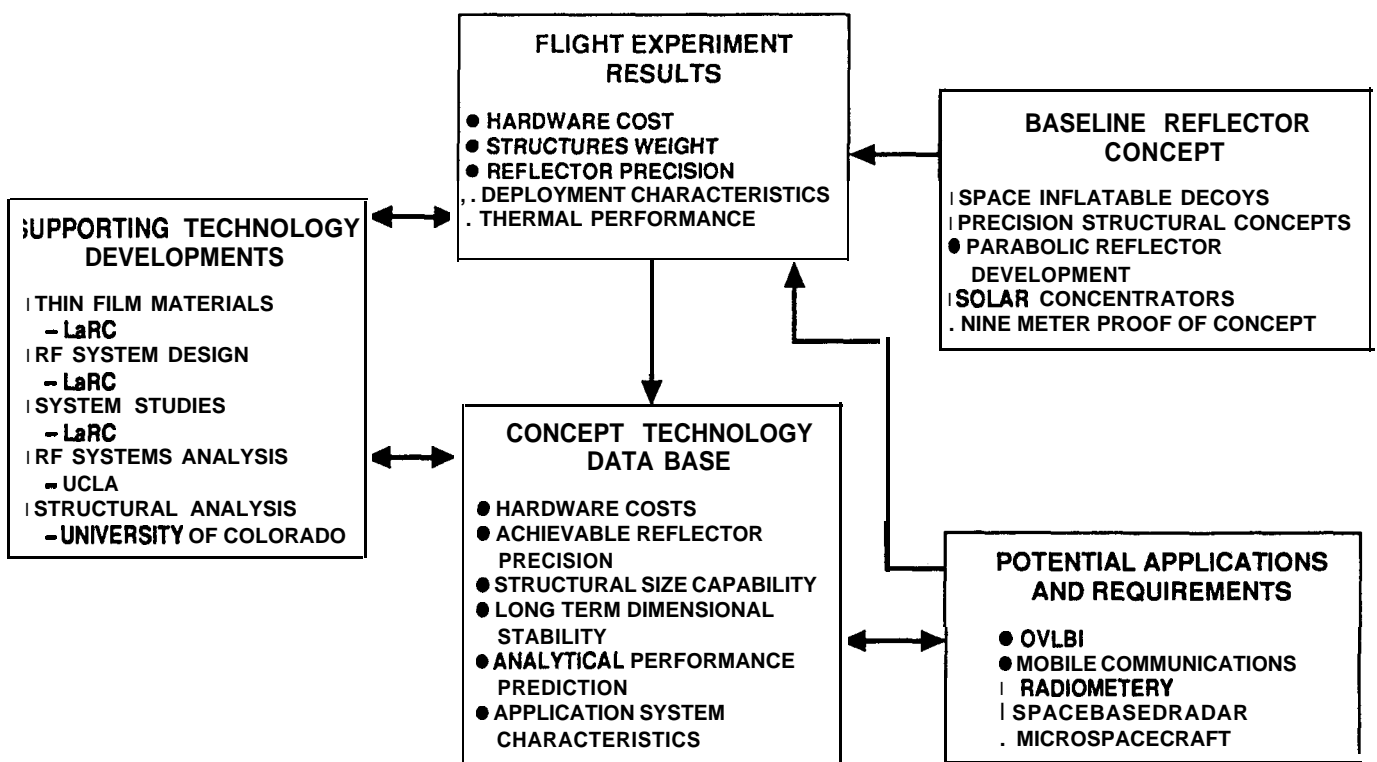 FLIGHT EXPERIMENT
RESULTS
● HARDWARE COST
● STRUCTURES WEIGHT
● REFLECTOR PRECISION
, . DEPLOYMENT CHARACTERISTICS
. THERMAL PERFORMANCE
BASELINE REFLECTOR
CONCEPT
| SPACE INFLATABLE DECOYS
| PRECISION STRUCTURAL CONCEPTS
● PARABOLIC REFLECTOR
DEVELOPMENT
| SOLAR CONCENTRATORS
. NINE METER PROOF OF CONCEPT
SUPPORTING TECHNOLOGY
DEVELOPMENTS
| THIN FILM MATERIALS
– LaRC
| RF SYSTEM DESIGN
– LaRC
| SYSTEM STUDIES
– LaRC
| RF SYSTEMS ANALYSIS
– UCLA
| STRUCTURAL ANALYSIS
– UNIVERSITY OF COLORADO
CONCEPT TECHNOLOGY
DATA BASE
● HARDWARE COSTS
● ACHIEVABLE REFLECTOR
PRECISION
● STRUCTURAL SIZE CAPABILITY
● LONG TERM DIMENSIONAL
STABILITY
● ANALYTICAL PERFORMANCE
PREDICTION
● APPLICATION SYSTEM
CHARACTERISTICS
POTENTIAL APPLICATIONS
AND REQUIREMENTS
● OVLBI
● MOBILE COMMUNICATIONS
| RADIOMETERY
| SPACEBASEDRADAR
. MICROSPACECRAFT